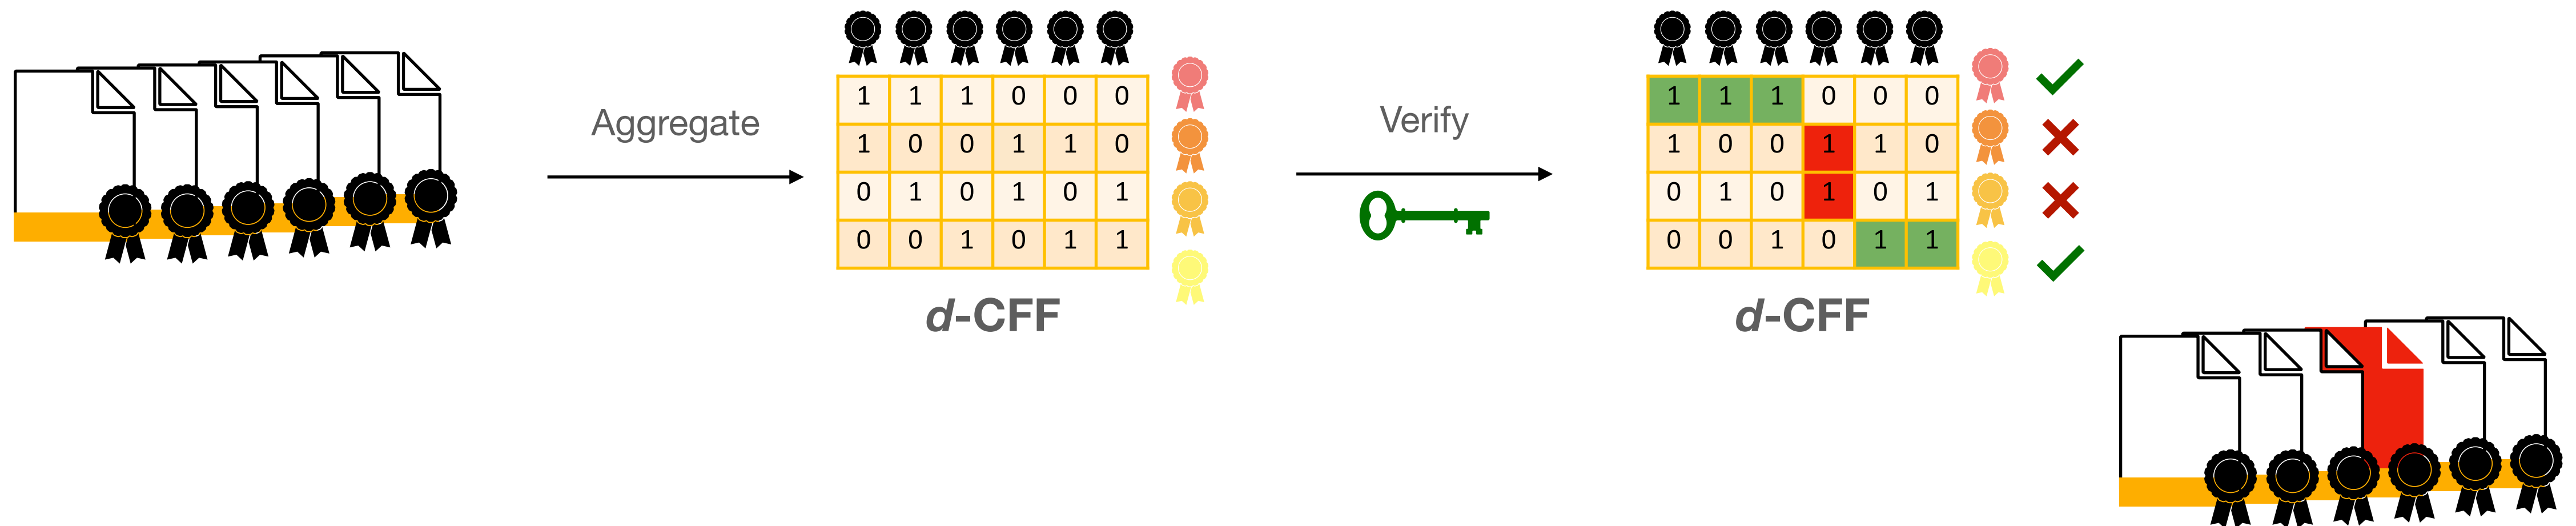 Aggregate
1 1 1 0 0 0
1 0 0 1 1 0
0 1 0 1 0 1
0 0 1 0 1 1
d-CFF
Verify
1 1 1 0 0 0
1 0 0 1 1 0
0 1 0 1 0 1
0 0 1 0 1 1
d-CFF